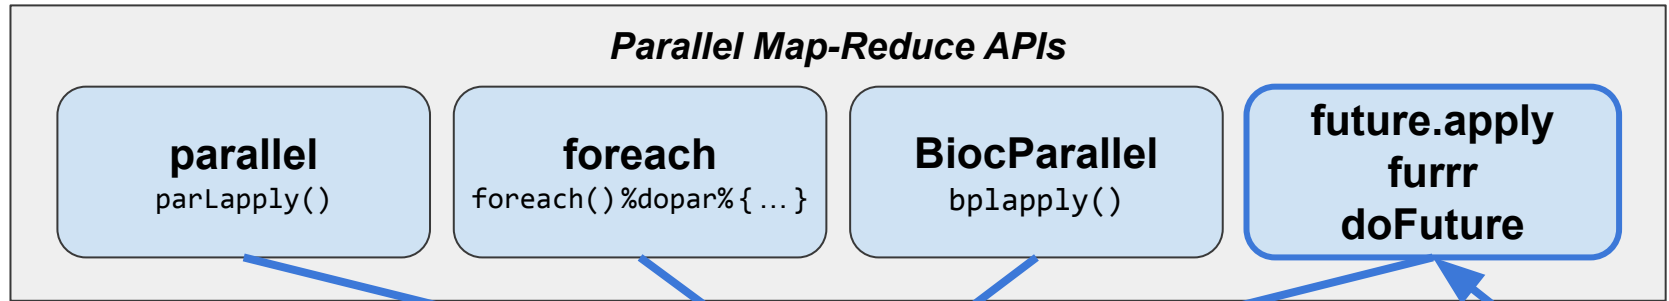 Parallel Map-Reduce APIs
parallel
parLapply()
foreach
foreach()%dopar%{…}
BiocParallel
bplapply()
future.apply
furrr
doFuture